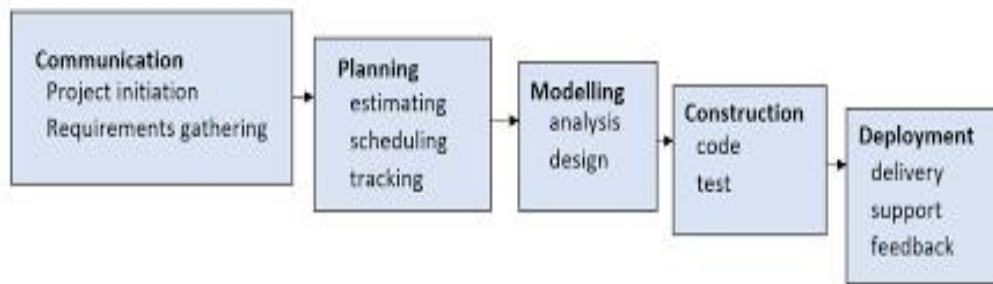 Communication
Project initiation
Requirements gathering
Planning
estimating
scheduling
tracking
Modelling
analysis
design
Construction
code
test
Deployment
delivery
support
feedback